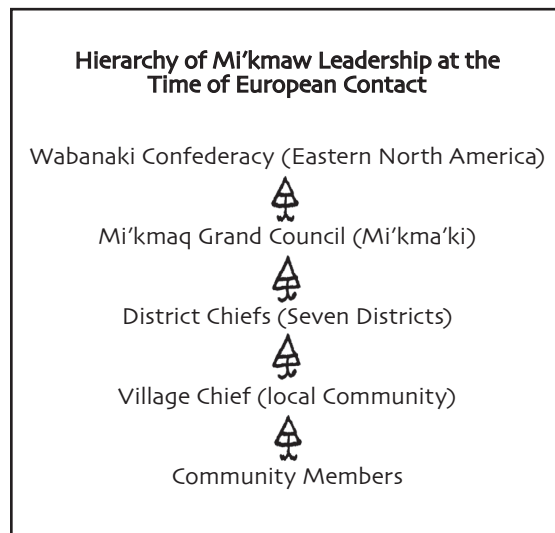 Hierarchy of Mi'kmaw Leadership at the
Time of European Contact
Wabanaki Confederacy (Eastern North America)
Mi'kmaq Grand Council (Mi'kma'ki)
District Chiefs (Seven Districts)
Village Chief (local Community)
Community Members